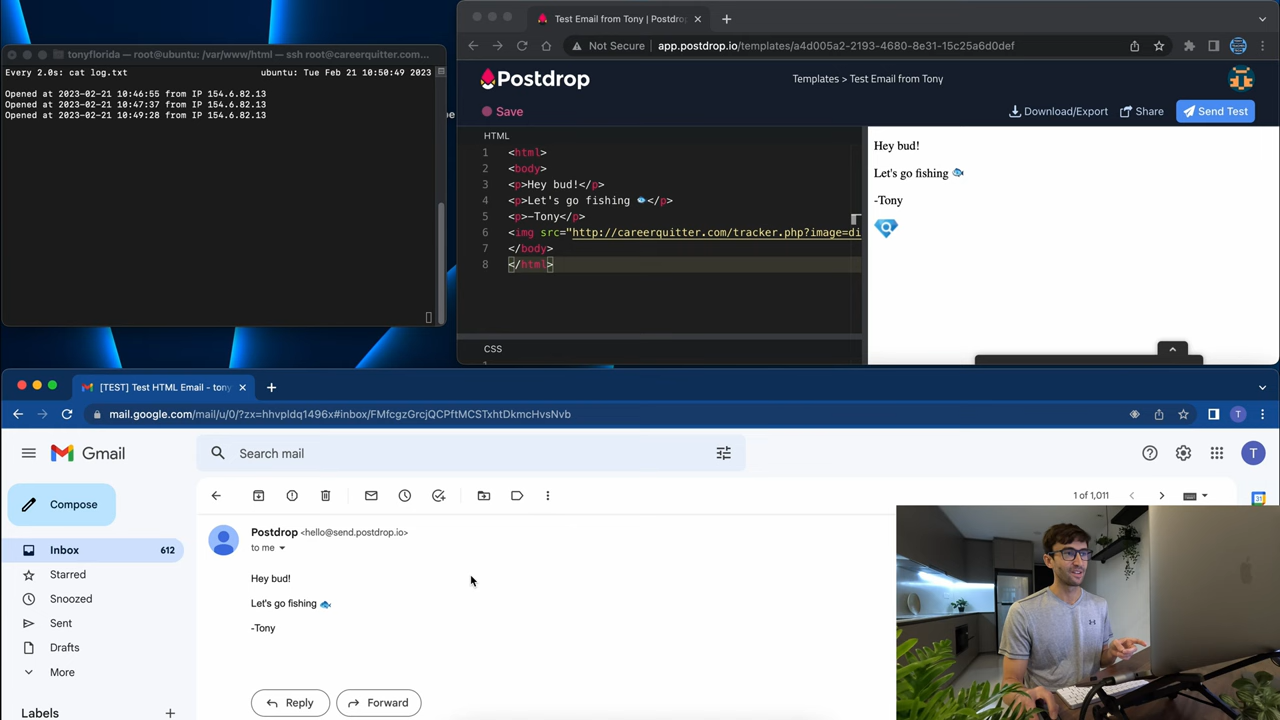 tonyflorida — root@ubuntu: /var/www/html — ssh root@careerquitter.com...
Every 2.0s: cat log.txt ubuntu: Tue Feb 21 10:50:49 2023
Opened at 2023-02-21 10:46:55 from IP 154.6.82.13
Opened at 2023-02-21 10:47:37 from IP 154.6.82.13
Opened at 2023-02-21 10:49:28 from IP 154.6.82.13
Test Email from Tony | Postdrop
Not Secure app.postdrop.io/templates/a4d005a2-2193-4680-8e31-15c25a6d0def
Postdrop
Templates > Test Email from Tony
Save
Download/Export Share Send Test
HTML
1 <html>
2 <body>
3 <p>Hey bud!</p>
4 <p>Let's go fishing 🐟</p>
5 <p>-Tony</p>
6 <img src="http://careerquitter.com/tracker.php?image=di
7 </body>
8 </html>
CSS
Hey bud!
Let's go fishing 🐟
-Tony
[TEST] Test HTML Email - tony
mail.google.com/mail/u/0/?zx=hhvpldq1496x#inbox/FMfcgzGrcjQCPftMCSTxhtDkmcHvsNvb
T
Gmail
Search mail
T
Compose
1 of 1,011
31
Inbox 612
Starred
Snoozed
Sent
Drafts
More
Labels
Postdrop <hello@send.postdrop.io>
to me
Hey bud!
Let's go fishing 🐟
-Tony
Reply Forward